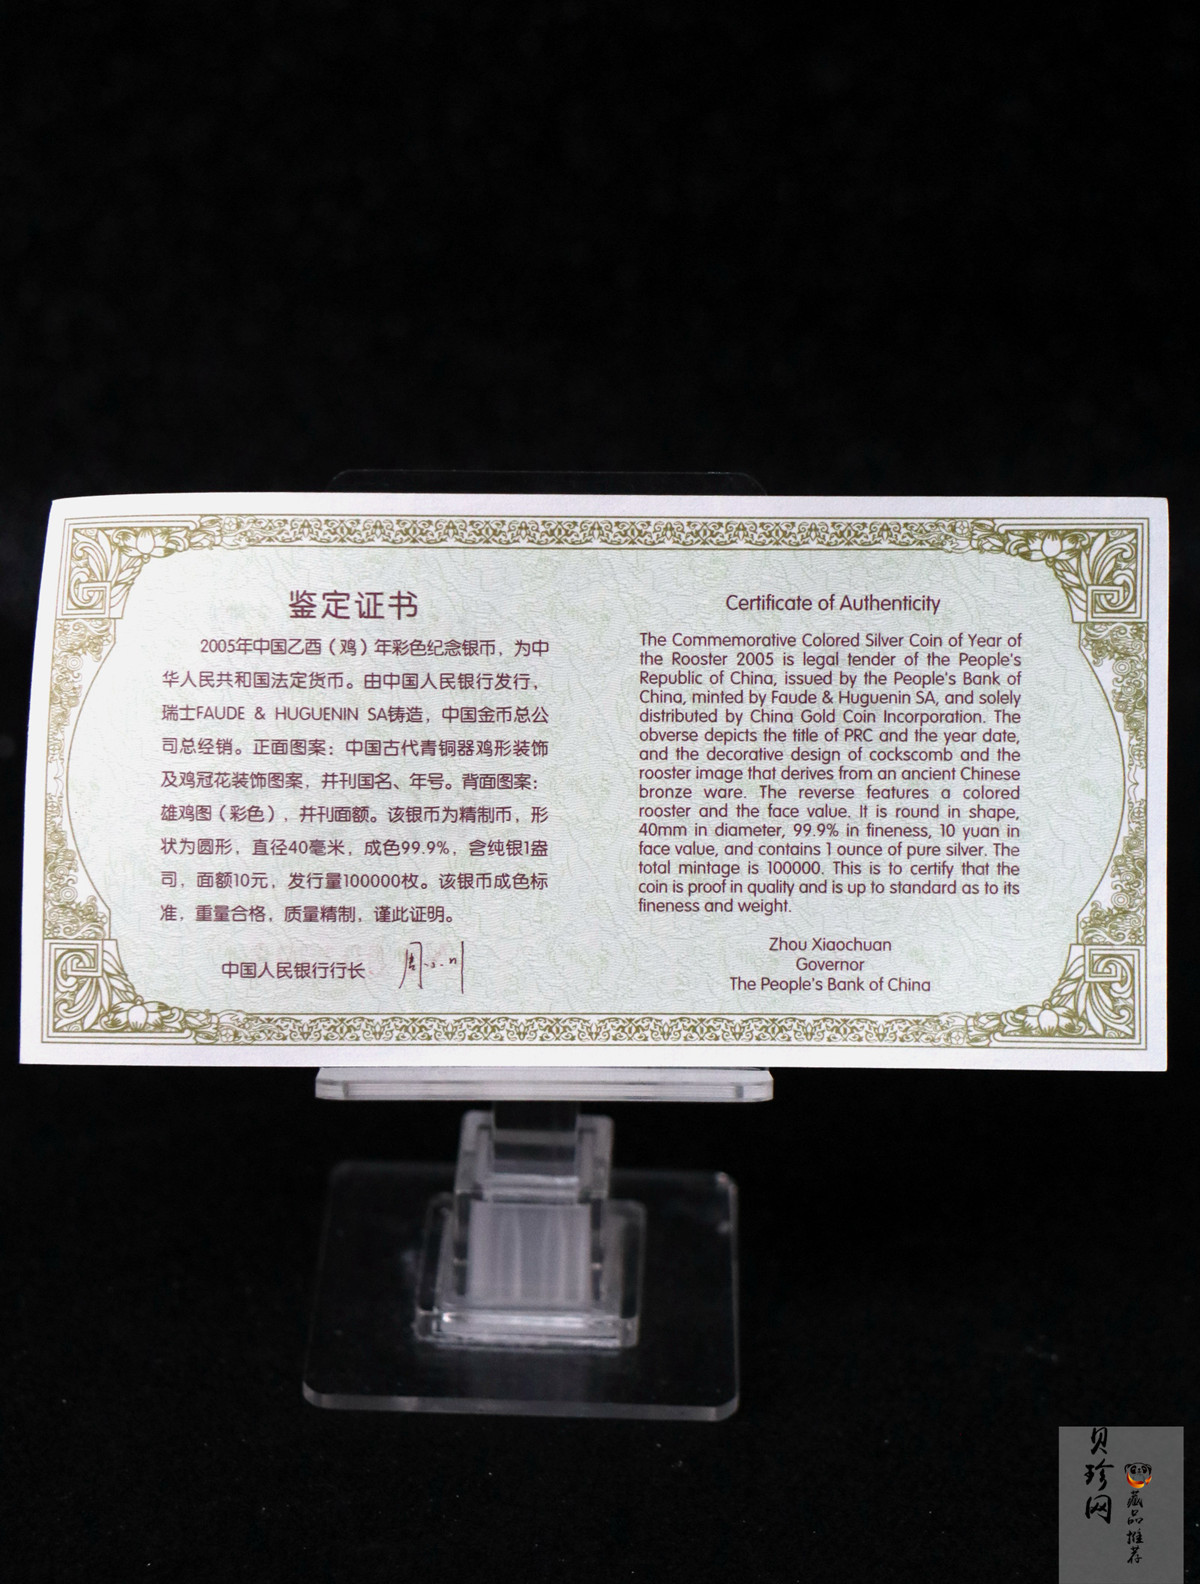 鉴定证书
2005年中国乙酉（鸡）年彩色纪念银币，为中
华人民共和国法定货币。由中国人民银行发行，
瑞士FAUDE & HUGUENIN SA铸造，中国金币总公
司总经销。正面图案：中国古代青铜器鸡形装饰
及鸡冠花装饰图案，并刊国名、年号。背面图案：
雄鸡图（彩色），并刊面额。该银币为精制币，形
状为圆形，直径40毫米，成色99.9%，含纯银1盎
司，面额10元，发行量100000枚。该银币成色标
准，重量合格，质量精制，谨此证明。
中国人民银行行长 周小川
Certificate of Authenticity
The Commemorative Colored Silver Coin of Year of
the Rooster 2005 is legal tender of the People's
Republic of China, issued by the People's Bank of
China, minted by Faude & Huguenin SA, and solely
distributed by China Gold Coin Incorporation. The
obverse depicts the title of PRC and the year date,
and the decorative design of cockscomb and the
rooster image that derives from an ancient Chinese
bronze ware. The reverse features a colored
rooster and the face value. It is round in shape,
40mm in diameter, 99.9% in fineness, 10 yuan in
face value, and contains 1 ounce of pure silver. The
total mintage is 100000. This is to certify that the
coin is proof in quality and is up to standard as to its
fineness and weight.
Zhou Xiaochuan
Governor
The People's Bank of China
贝珍网
藏品推荐